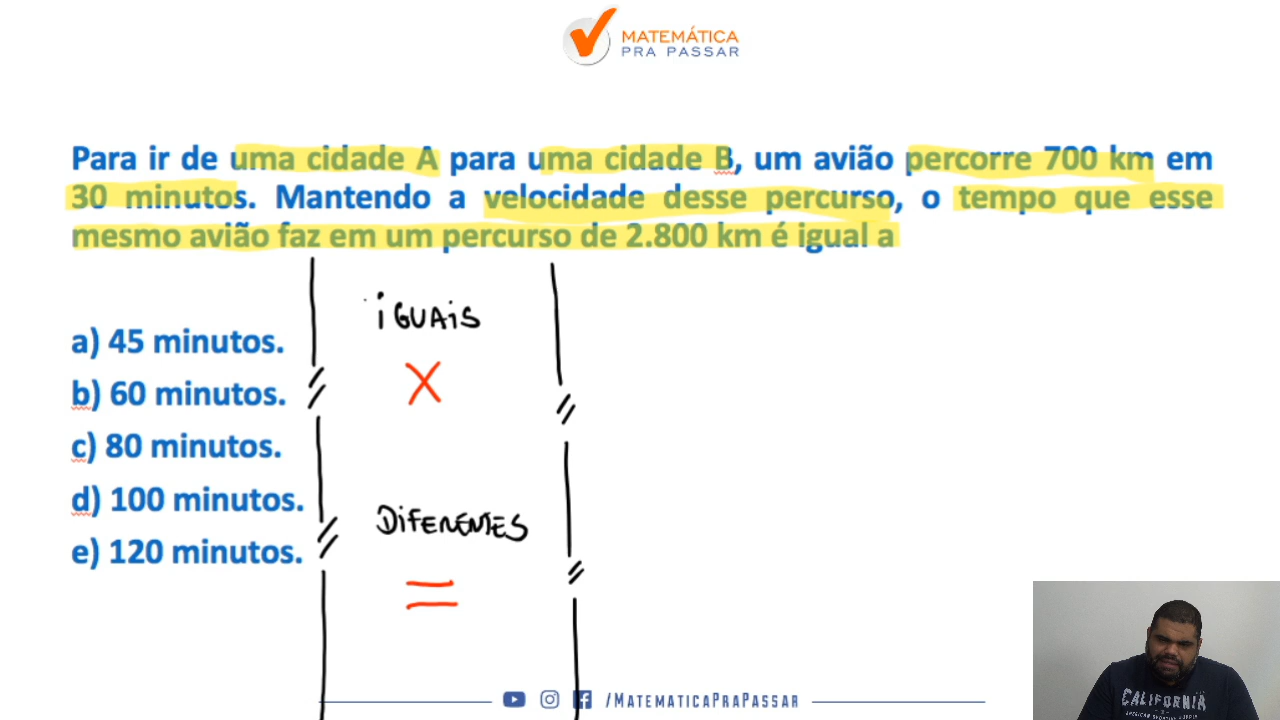 MATEMÁTICA
PRA PASSAR
Para ir de uma cidade A para uma cidade B, um avião percorre 700 km em
30 minutos. Mantendo a velocidade desse percurso, o tempo que esse
mesmo avião faz em um percurso de 2.800 km é igual a
a) 45 minutos.
b) 60 minutos.
c) 80 minutos.
d) 100 minutos.
e) 120 minutos.
iGUAiS
X
DiFERENTES
=
/MATEMATICAPRAPASSAR
CALIFORNIA